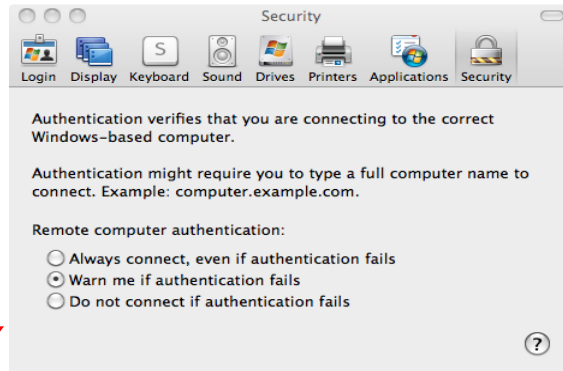 Security
S
Login Display Keyboard Sound Drives Printers Applications Security
Authentication verifies that you are connecting to the correct
Windows-based computer.
Authentication might require you to type a full computer name to
connect. Example: computer.example.com.
Remote computer authentication:
Always connect, even if authentication fails
Warn me if authentication fails
Do not connect if authentication fails
?